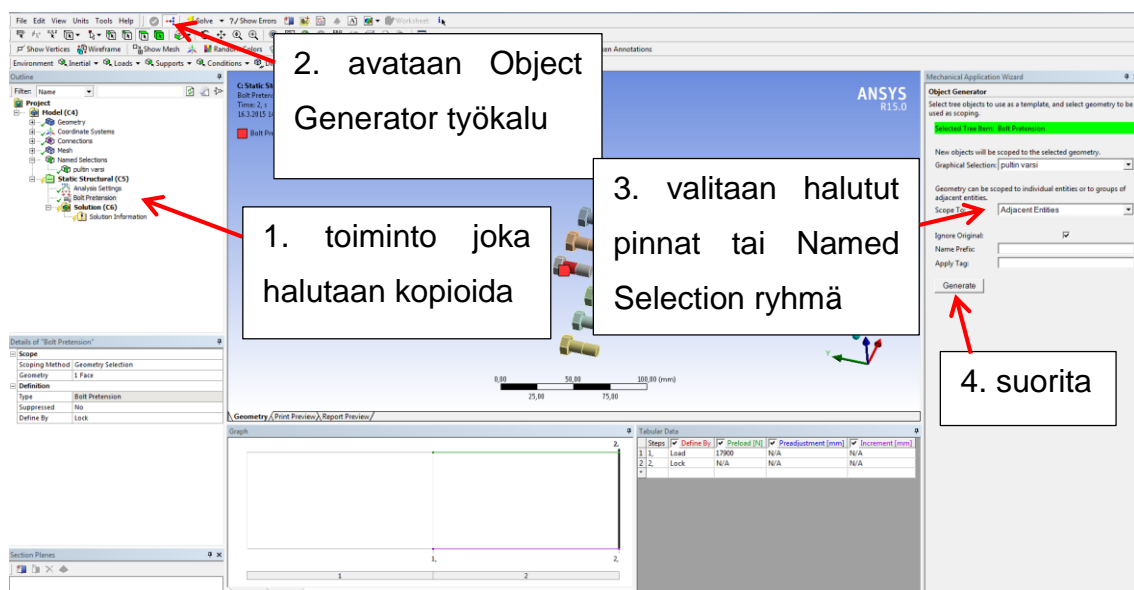 File Edit View Units Tools Help Solve ?/ Show Errors Worksheet
Show Vertices Wireframe Show Mesh Colors Annotations
Environment Inertial Loads Supports
Outline
Filter: Name
Project
Model (C4)
Geometry
Coordinate Systems
Connections
Mesh
Named Selections
pultin varsi
Static Structural (C5)
Analysis Settings
Bolt Pretension
Solution (C6)
Solution Information
Details of "Bolt Pretension"
Scope
Scoping Method Geometry Selection
Geometry 1 Face
Definition
Type Bolt Pretension
Suppressed No
Define By Lock
Section Planes
Time: 2, s
ANSYS
R15.0
2. avataan Object
Generator työkalu
1. toiminto joka
halutaan kopioida
3. valitaan halutut
pinnat tai Named
Selection ryhmä
4. suorita
0,00 50,00 100,00 (mm)
25,00 75,00
Geometry Print Preview Report Preview
Graph
2,
1, 2,
1 2
Tabular Data
Steps Define By Preload [N] Preadjustment [mm] Increment [mm]
1 1, Load 17900 N/A N/A
2 2, Lock N/A N/A N/A
*
Mechanical Application Wizard
Object Generator
Select tree objects to use as a template, and select geometry to be
used as scoping.
Selected Tree Item: Bolt Pretension
New objects will be scoped to the selected geometry.
Graphical Selection: pultin varsi
Geometry can be scoped to individual entities or to groups of
adjacent entities.
Scope To: Adjacent Entities
Ignore Original:
Name Prefix:
Apply Tag:
Generate